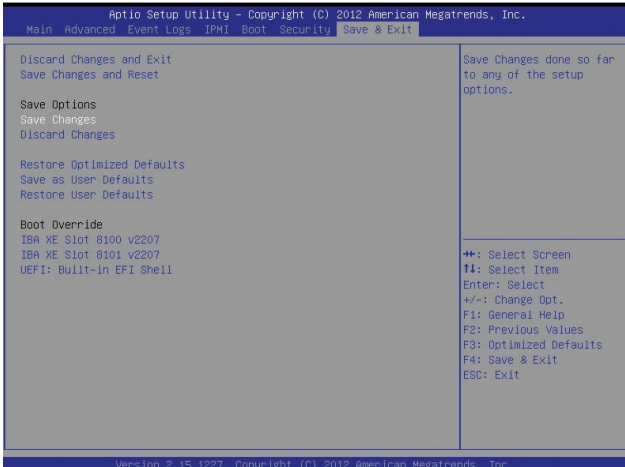 Aptio Setup Utility – Copyright (C) 2012 American Megatrends, Inc.
Main Advanced Event Logs IPMI Boot Security Save & Exit
Discard Changes and Exit
Save Changes and Reset
Save Options
Save Changes
Discard Changes
Restore Optimized Defaults
Save as User Defaults
Restore User Defaults
Boot Override
IBA XE Slot 8100 v2207
IBA XE Slot 8101 v2207
UEFI: Built-in EFI Shell
Save Changes done so far
to any of the setup
options.
→←: Select Screen
↑↓: Select Item
Enter: Select
+/-: Change Opt.
F1: General Help
F2: Previous Values
F3: Optimized Defaults
F4: Save & Exit
ESC: Exit
Version 2.15.1227. Copyright (C) 2012 American Megatrends, Inc.